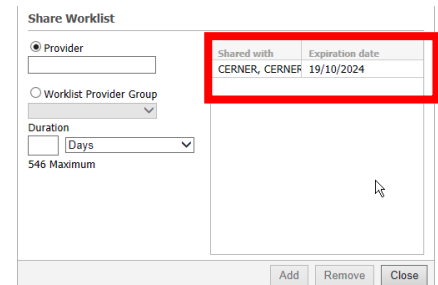 Share Worklist
Provider
Worklist Provider Group
Duration
Days
546 Maximum
Shared with Expiration date
CERNER, CERNER 19/10/2024
Add Remove Close